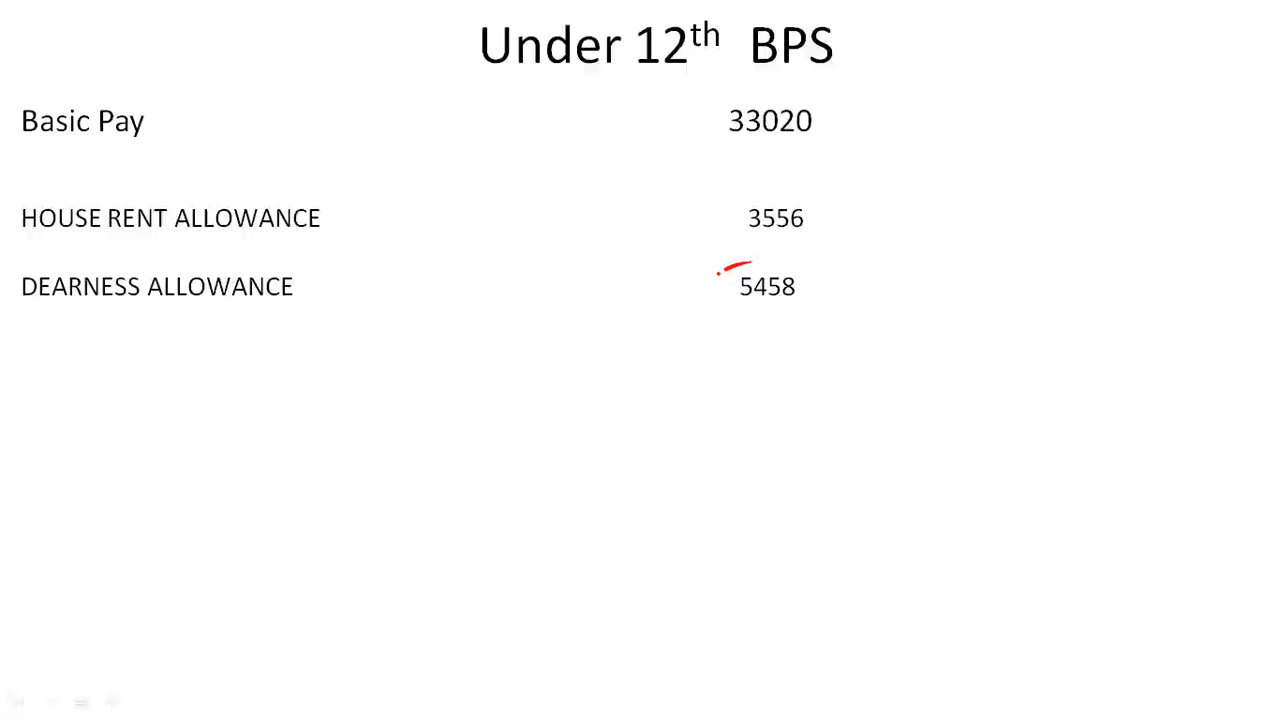 Under 12th BPS
Basic Pay 33020
HOUSE RENT ALLOWANCE 3556
DEARNESS ALLOWANCE 5458